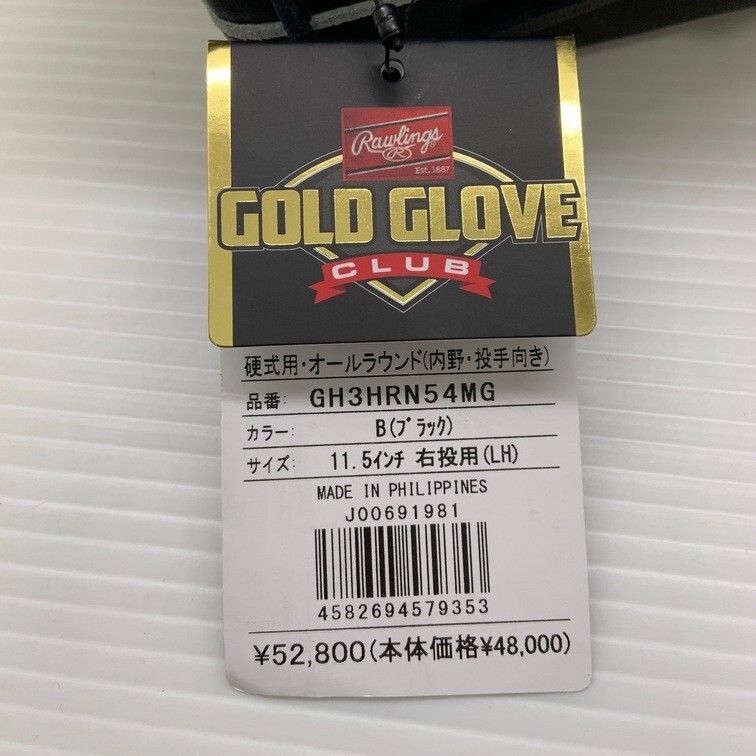 Rawlings
R
Est. 1887
GOLD GLOVE
CLUB
硬式用・オールラウンド(内野・投手向き)
品番: GH3HRN54MG
カラー: B(ﾌﾞﾗｯｸ)
サイズ: 11.5ｲﾝﾁ 右投用(LH)
MADE IN PHILIPPINES
J00691981
4582694579353
¥52,800(本体価格¥48,000)